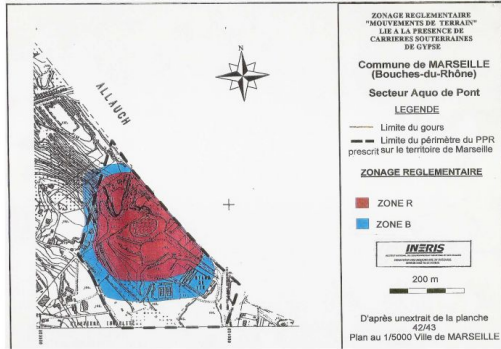 ALLAUCH
N
ZONAGE REGLEMENTAIRE
"MOUVEMENTS DE TERRAIN"
LIE A LA PRESENCE DE
CARRIERES SOUTERRAINES
DE GYPSE
Commune de MARSEILLE
(Bouches-du-Rhône)
Secteur Aquo de Pont
LEGENDE
Limite du gours
Limite du périmètre du PPR
prescrit sur le territoire de Marseille
ZONAGE REGLEMENTAIRE
ZONE R
ZONE B
INERIS
200 m
D'après unextrait de la planche
42/43
Plan au 1/5000 Ville de MARSEILLE